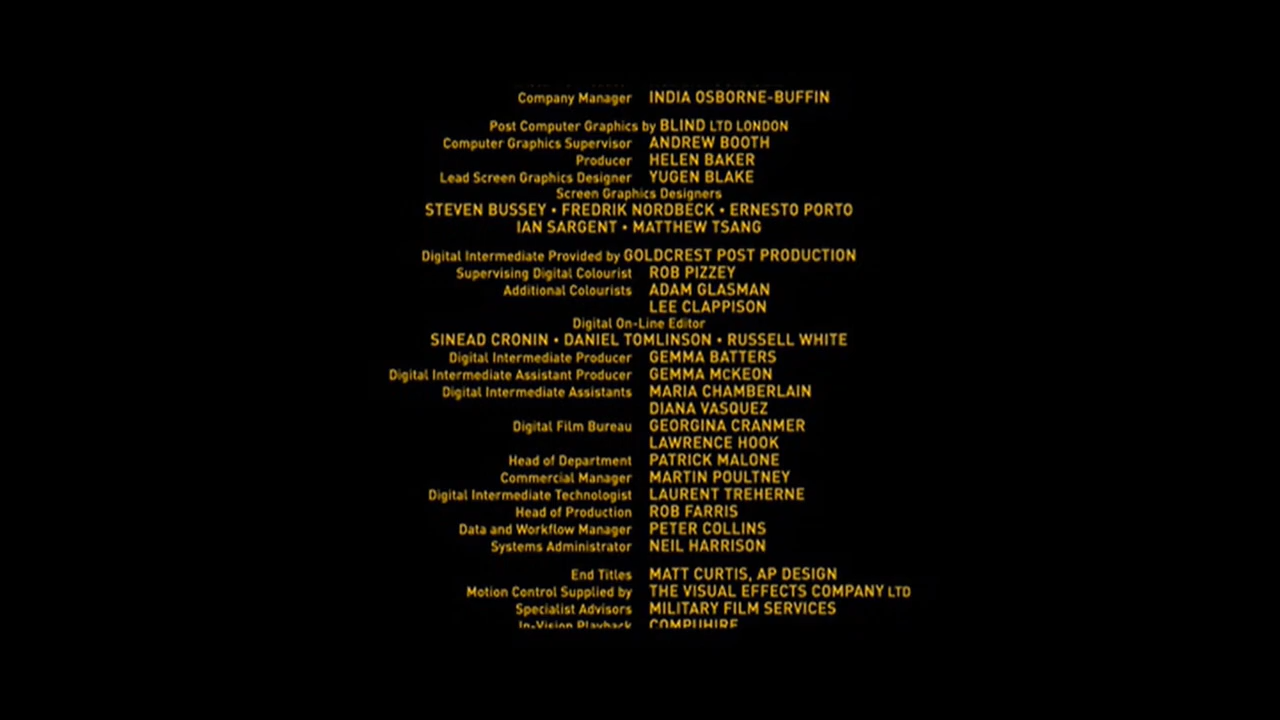 Company Manager INDIA OSBORNE-BUFFIN
Post Computer Graphics by BLIND LTD LONDON
Computer Graphics Supervisor ANDREW BOOTH
Producer HELEN BAKER
Lead Screen Graphics Designer YUGEN BLAKE
Screen Graphics Designers
STEVEN BUSSEY • FREDRIK NORDBECK • ERNESTO PORTO
IAN SARGENT • MATTHEW TSANG
Digital Intermediate Provided by GOLDCREST POST PRODUCTION
Supervising Digital Colourist ROB PIZZEY
Additional Colourists ADAM GLASMAN
LEE CLAPPISON
Digital On-Line Editor
SINEAD CRONIN • DANIEL TOMLINSON • RUSSELL WHITE
Digital Intermediate Producer GEMMA BATTERS
Digital Intermediate Assistant Producer GEMMA MCKEON
Digital Intermediate Assistants MARIA CHAMBERLAIN
DIANA VASQUEZ
Digital Film Bureau GEORGINA CRANMER
LAWRENCE HOOK
Head of Department PATRICK MALONE
Commercial Manager MARTIN POULTNEY
Digital Intermediate Technologist LAURENT TREHERNE
Head of Production ROB FARRIS
Data and Workflow Manager PETER COLLINS
Systems Administrator NEIL HARRISON
End Titles MATT CURTIS, AP DESIGN
Motion Control Supplied by THE VISUAL EFFECTS COMPANY LTD
Specialist Advisors MILITARY FILM SERVICES
In-Vision Playback COMPUHIRE